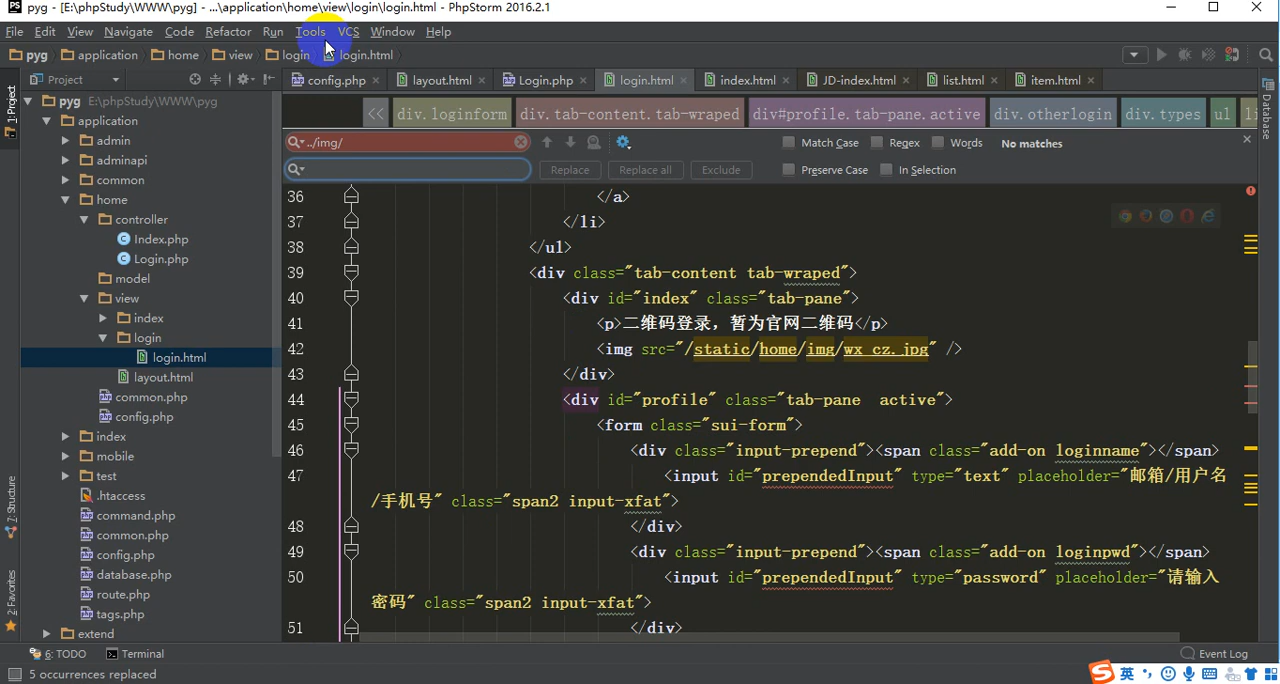 pyg - [E:\phpStudy\WWW\pyg] - ...\application\home\view\login\login.html - PhpStorm 2016.2.1
File Edit View Navigate Code Refactor Run Tools VCS Window Help
pyg application home view login login.html
Project
config.php layout.html Login.php login.html index.html JD-index.html list.html item.html
1: Project
7: Structure
2: Favorites
Database
pyg E:\phpStudy\WWW\pyg
application
admin
adminapi
common
home
controller
Index.php
Login.php
model
view
index
login
login.html
layout.html
common.php
config.php
index
mobile
test
.htaccess
command.php
common.php
config.php
database.php
route.php
tags.php
extend
<< div.loginform div.tab-content.tab-wraped div#profile.tab-pane.active div.otherlogin div.types ul li
../img/ Match Case Regex Words No matches
Replace Replace all Exclude Preserve Case In Selection
36 </a>
37 </li>
38 </ul>
39 <div class="tab-content tab-wraped">
40 <div id="index" class="tab-pane">
41 <p>二维码登录，暂为官网二维码</p>
42 <img src="/static/home/img/wx_cz.jpg" />
43 </div>
44 <div id="profile" class="tab-pane  active">
45 <form class="sui-form">
46 <div class="input-prepend"><span class="add-on loginname"></span>
47 <input id="prependedInput" type="text" placeholder="邮箱/用户名
/手机号" class="span2 input-xfat">
48 </div>
49 <div class="input-prepend"><span class="add-on loginpwd"></span>
50 <input id="prependedInput" type="password" placeholder="请输入
密码" class="span2 input-xfat">
51 </div>
6: TODO Terminal Event Log
5 occurrences replaced
英